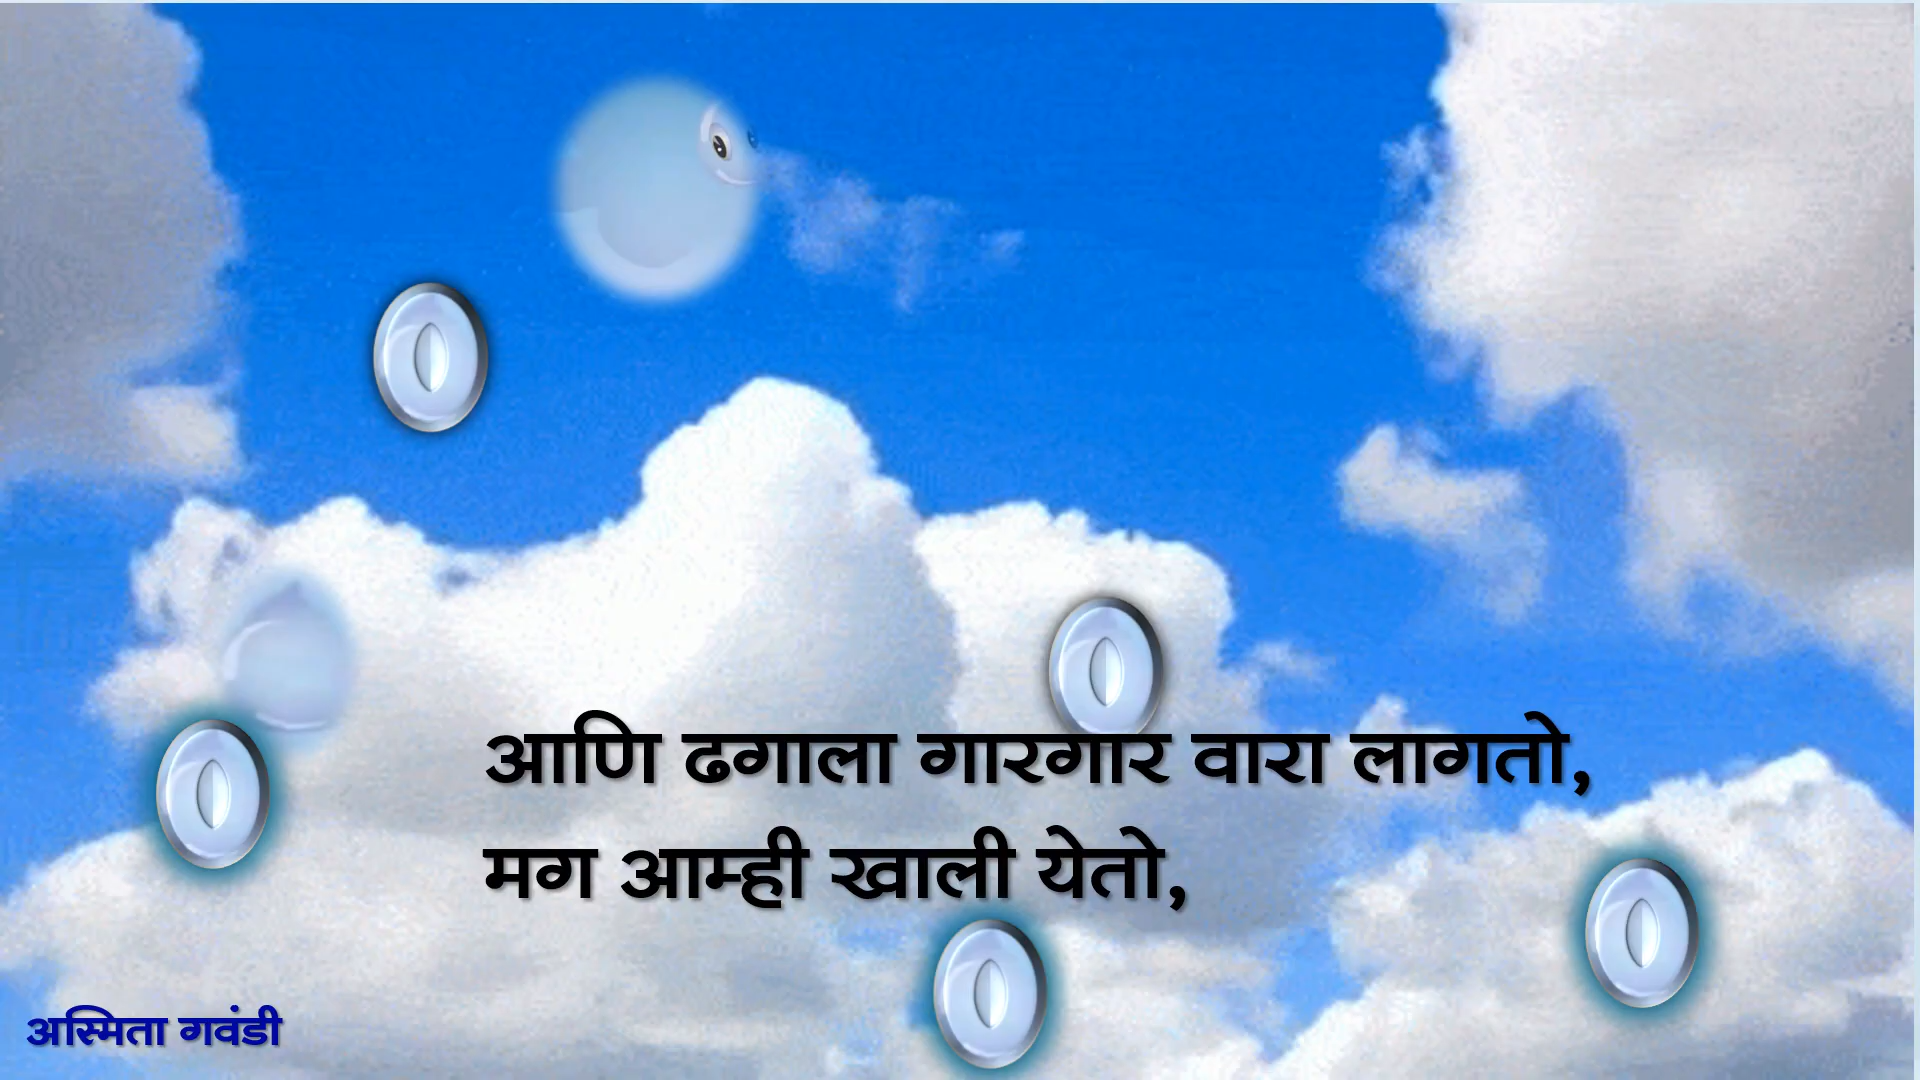 आणि ढगाला गारगार वारा लागतो,
मग आम्ही खाली येतो,
अस्मिता गवंडी